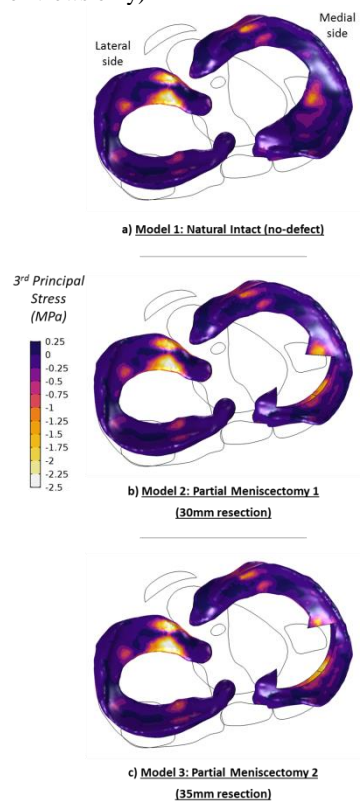 Lateral
side
Medial
side
a) Model 1: Natural Intact (no-defect)
3rd Principal
Stress
(MPa)
0.25
0
-0.25
-0.5
-0.75
-1
-1.25
-1.5
-1.75
-2
-2.25
-2.5
b) Model 2: Partial Meniscectomy 1
(30mm resection)
c) Model 3: Partial Meniscectomy 2
(35mm resection)